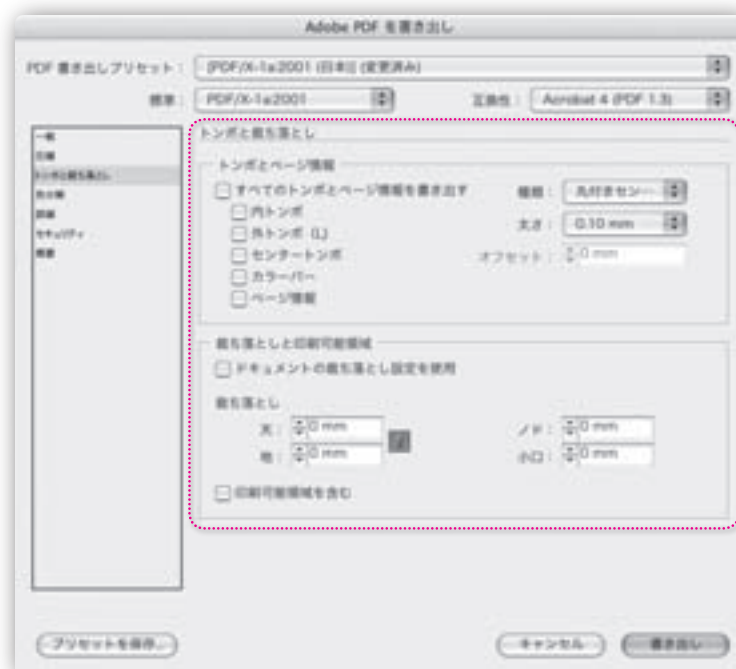 Adobe PDF を書き出し
PDF 書き出しプリセット： [PDF/X-1a:2001 (日本)] (変更済み)
標準： PDF/X-1a:2001
互換性： Acrobat 4 (PDF 1.3)
一般
圧縮
トンボと裁ち落とし
色分解
詳細
セキュリティ
概要
トンボと裁ち落とし
トンボとページ情報
すべてのトンボとページ情報を書き出す
内トンボ
外トンボ (L)
センタートンボ
カラーバー
ページ情報
種類： 丸付きセン…
太さ： 0.10 mm
オフセット： 0 mm
裁ち落としと印刷可能領域
ドキュメントの裁ち落とし設定を使用
裁ち落とし
天： 0 mm
地： 0 mm
ノド： 0 mm
小口： 0 mm
印刷可能領域を含む
プリセットを保存...
キャンセル
書き出し